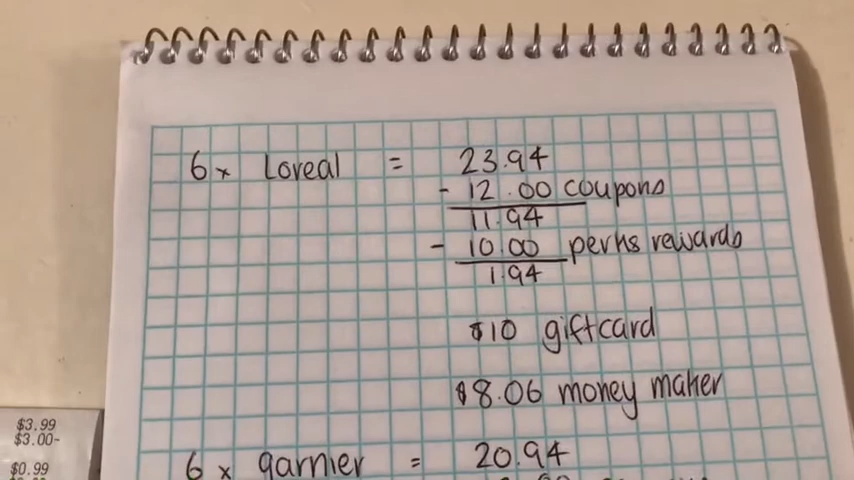 6x Loreal = 23.94
- 12.00 coupons
11.94
- 10.00 perks rewards
1.94
$10 giftcard
$8.06 money maker
6 x garnier = 20.94
$3.99
$3.00-
$0.99